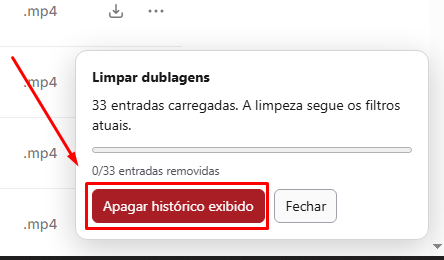 .mp4
.mp4
Limpar dublagens
33 entradas carregadas. A limpeza segue os filtros
atuais.
.mp4
0/33 entradas removidas
Apagar histórico exibido
Fechar
.mp4